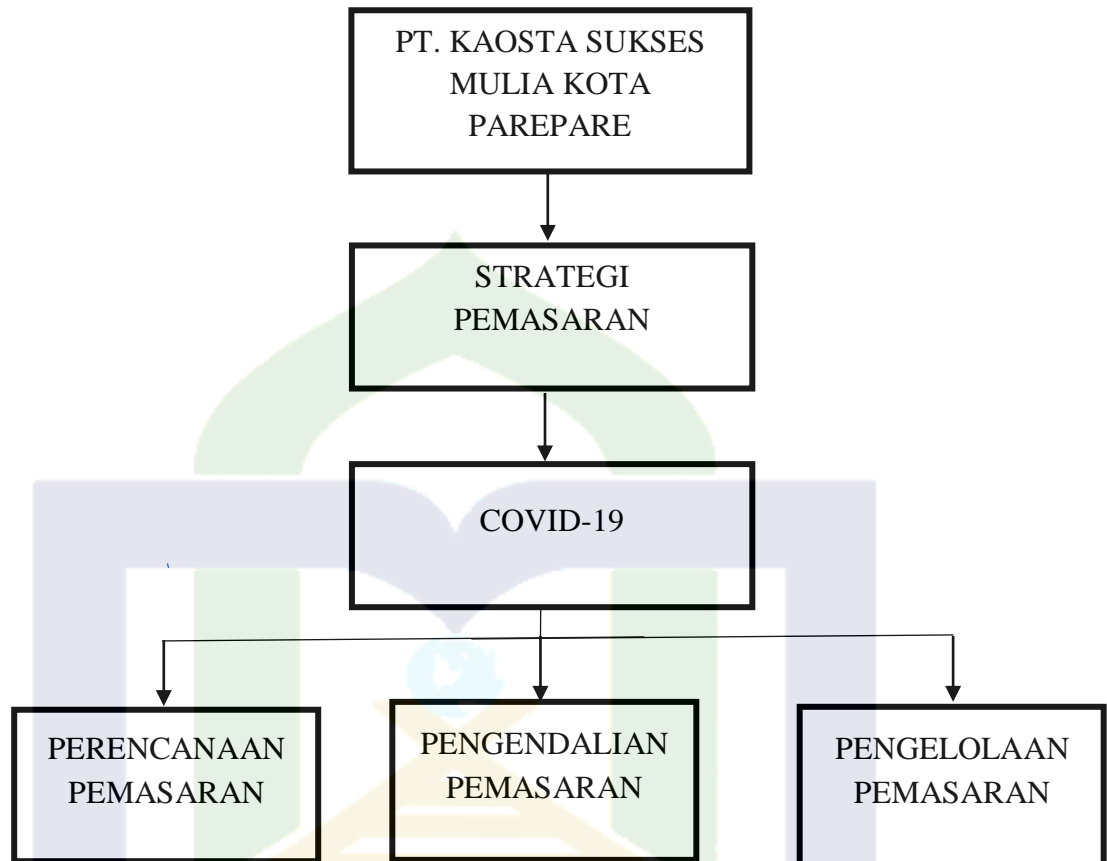 PT. KAOSTA SUKSES
MULIA KOTA
PAREPARE
STRATEGI
PEMASARAN
COVID-19
PERENCANAAN
PEMASARAN
PENGENDALIAN
PEMASARAN
PENGELOLAAN
PEMASARAN